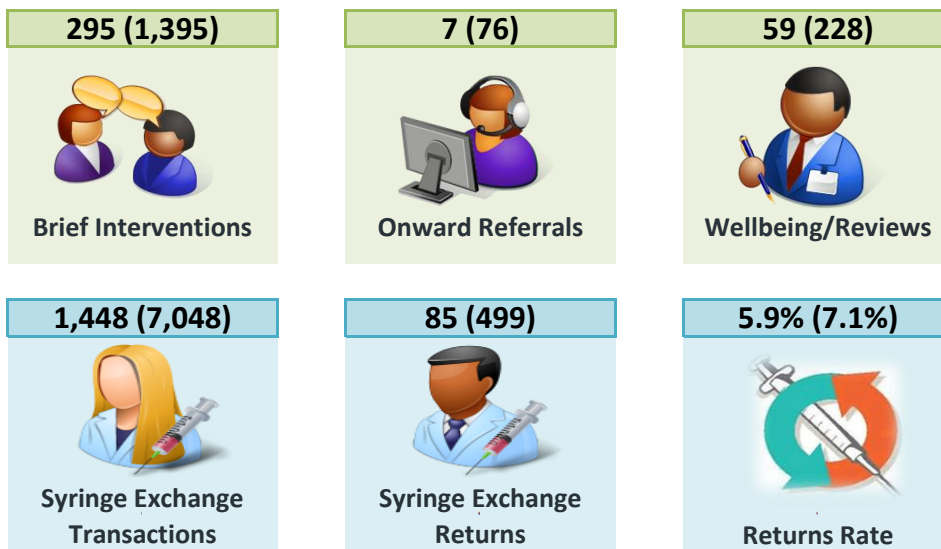 295 (1,395)
7 (76)
59 (228)
Brief Interventions
Onward Referrals
Wellbeing/Reviews
1,448 (7,048)
85 (499)
5.9% (7.1%)
Syringe Exchange
Transactions
Syringe Exchange
Returns
Returns Rate